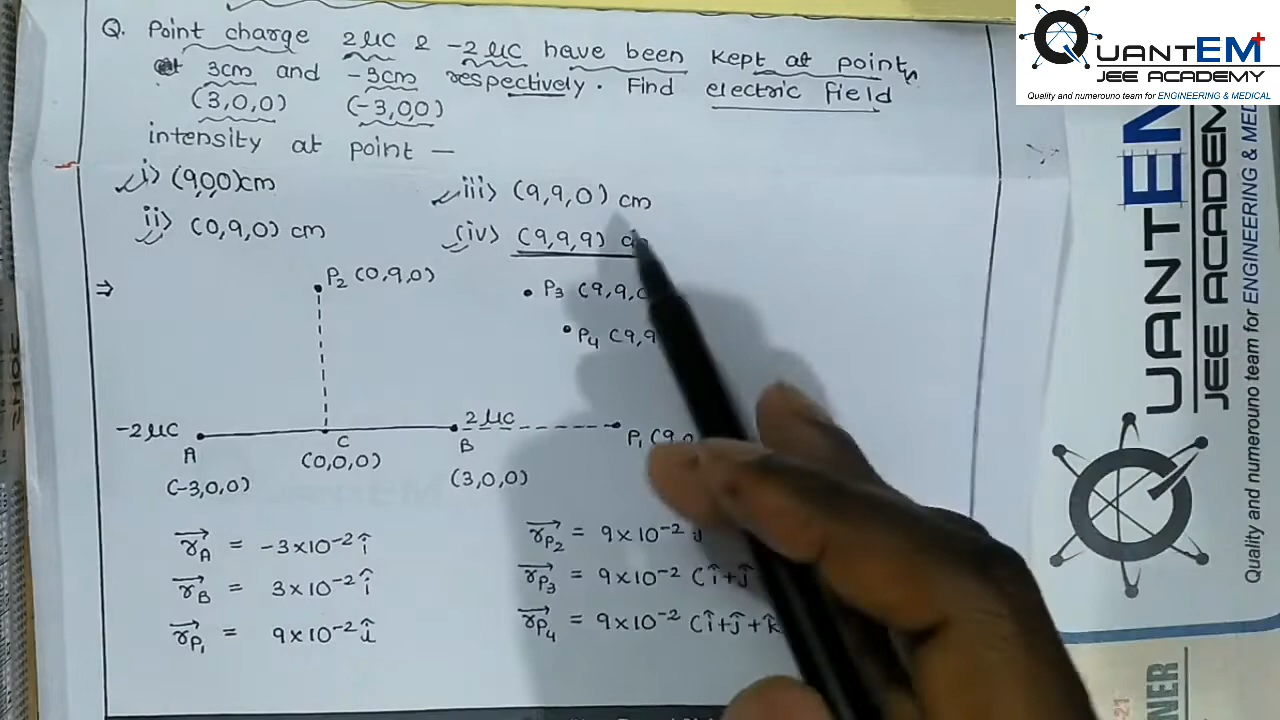 Q. Point charge 2μC & -2μC have been kept at point,
at 3cm and -3cm respectively. Find electric field
(3,0,0) (-3,0,0)
intensity at point —
i> (9,0,0)cm
ii> (0,9,0) cm
iii> (9,9,0) cm
(iv> (9,9,9)
⇒
P2 (0,9,0)
P3 (9,9,
P4 (9,9
-2μC
2μC
A
C
B
P1 (9,0
(-3,0,0)
(0,0,0)
(3,0,0)
rA = -3×10-2 î
rB = 3×10-2 î
rP1 = 9×10-2 î
rP2 = 9×10-2
rP3 = 9×10-2 (î+ĵ
rP4 = 9×10-2 (î+ĵ+k̂
QUANTEM+
JEE ACADEMY
Quality and numerouno team for ENGINEERING & MEDICAL
UANTEM
JEE ACADEM
Quality and numerouno team for ENGINEERING & MED